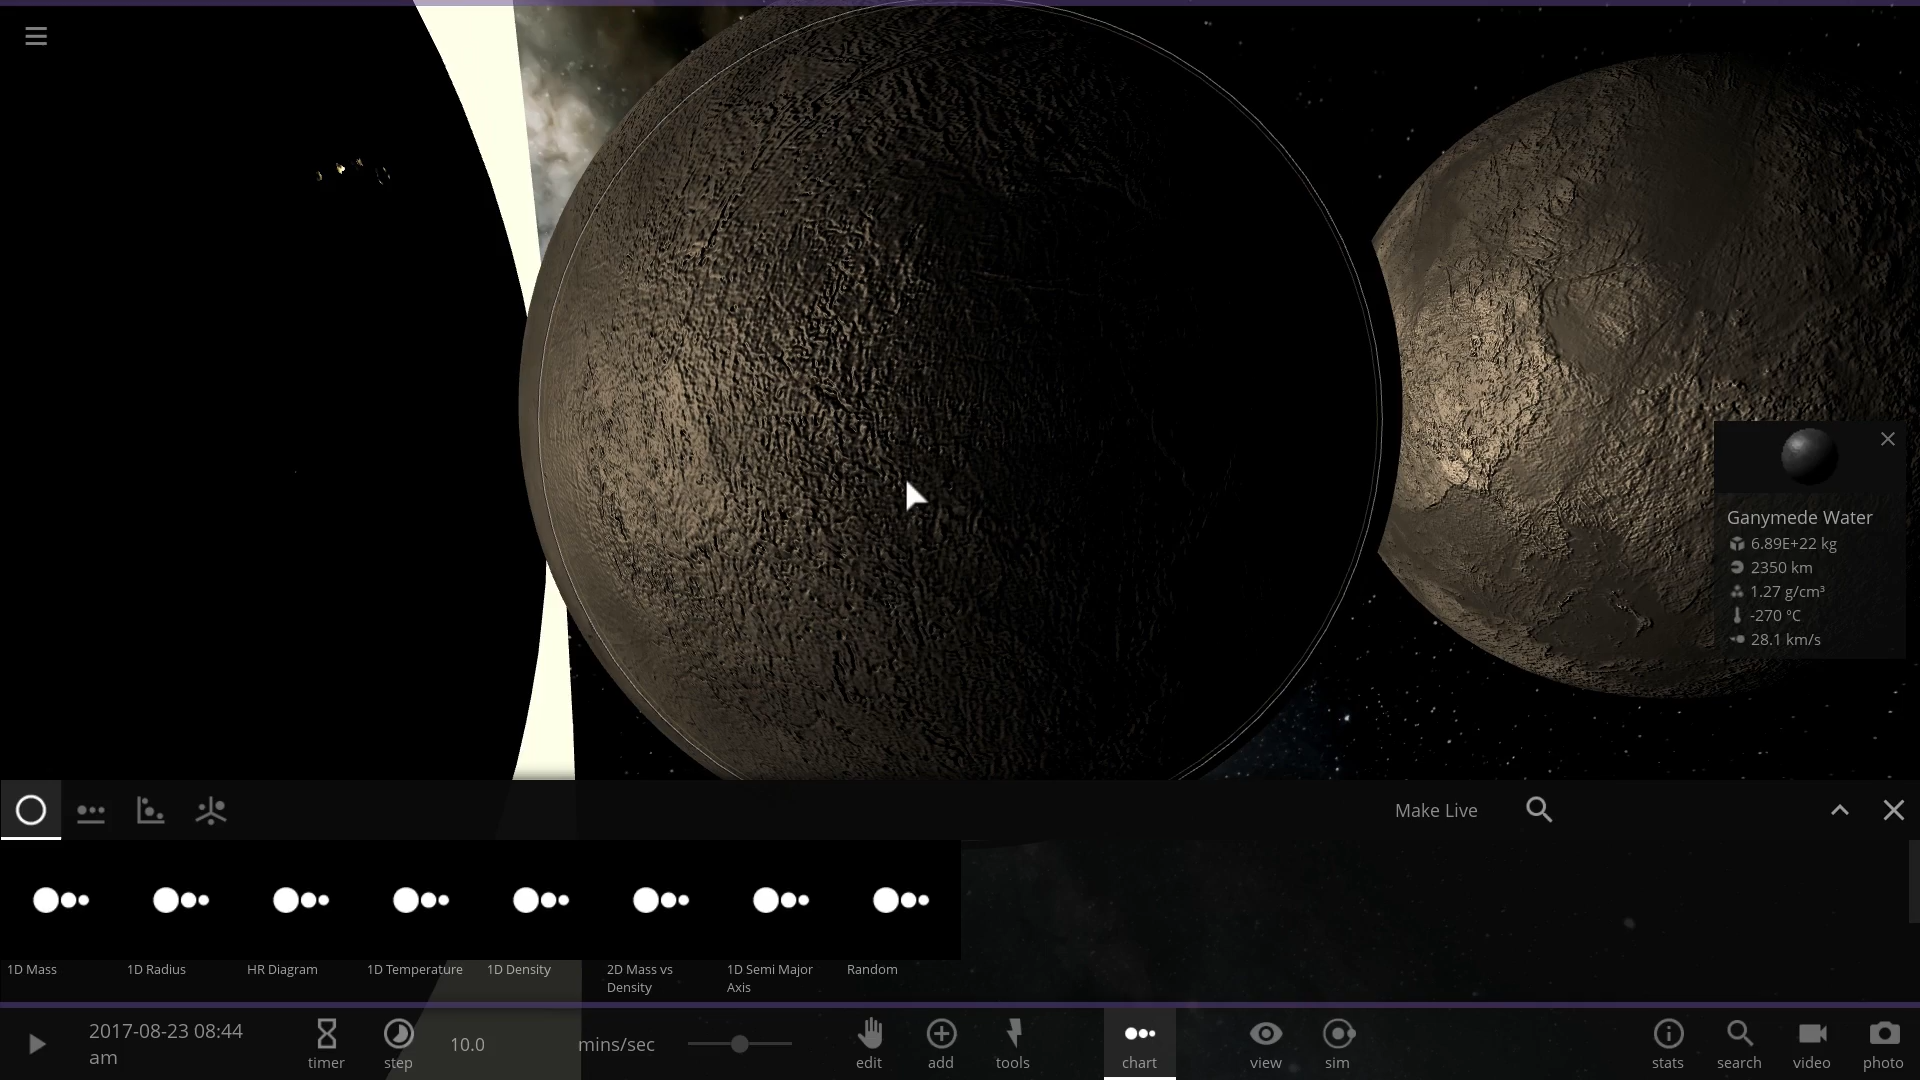 Ganymede Water
6.89E+22 kg
2350 km
1.27 g/cm³
-270 °C
28.1 km/s
Make Live
1D Mass
1D Radius
HR Diagram
1D Temperature
1D Density
2D Mass vs
Density
1D Semi Major
Axis
Random
2017-08-23 08:44
am
timer
step
10.0
mins/sec
edit
add
tools
chart
view
sim
stats
search
video
photo